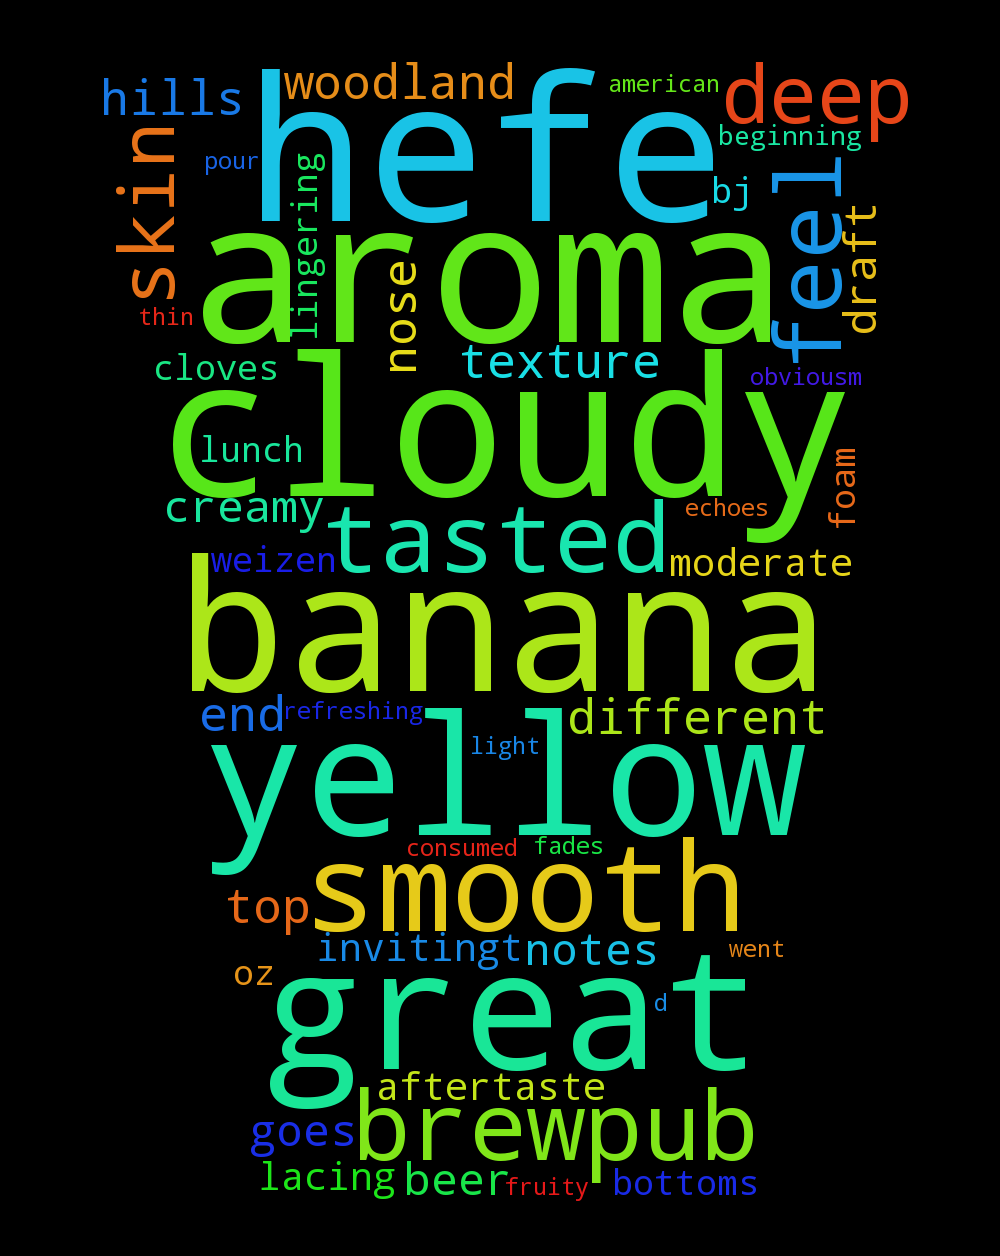 hefe
woodland
american
deep
hills
beginning
skin
pour
lingering
bj
feel
draft
aroma
nose
thin
cloves
texture
obviousm
cloudy
lunch
creamy
foam
echoes
tasted
weizen
moderate
banana
end
refreshing
different
light
yellow
consumed
fades
smooth
top
invitingt
notes
went
oz
great
d
aftertaste
brewpub
goes
lacing
beer
fruity
bottoms